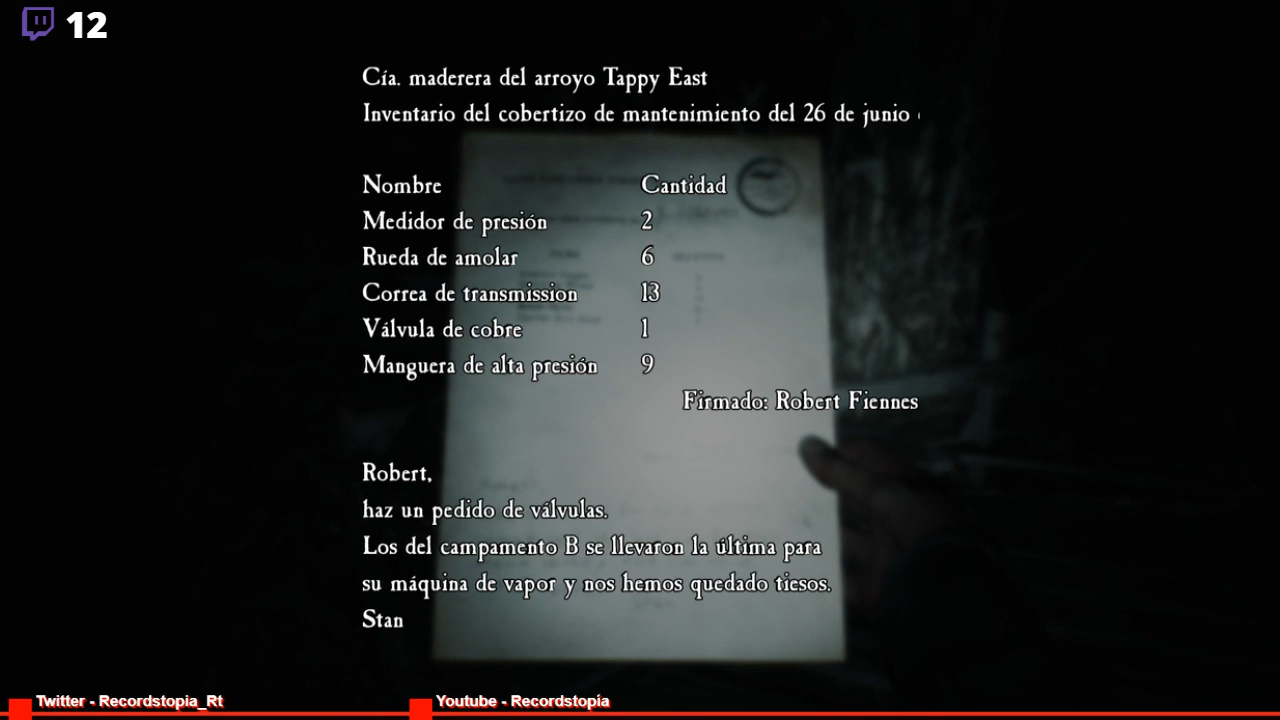 12
Cía. maderera del arroyo Tappy East
Inventario del cobertizo de mantenimiento del 26 de junio
Nombre Cantidad
Medidor de presión 2
Rueda de amolar 6
Correa de transmission 13
Válvula de cobre 1
Manguera de alta presión 9
Firmado: Robert Fiennes
Robert,
haz un pedido de válvulas.
Los del campamento B se llevaron la última para
su máquina de vapor y nos hemos quedado tiesos.
Stan
Twitter - Recordstopia_Rt
Youtube - Recordstopía